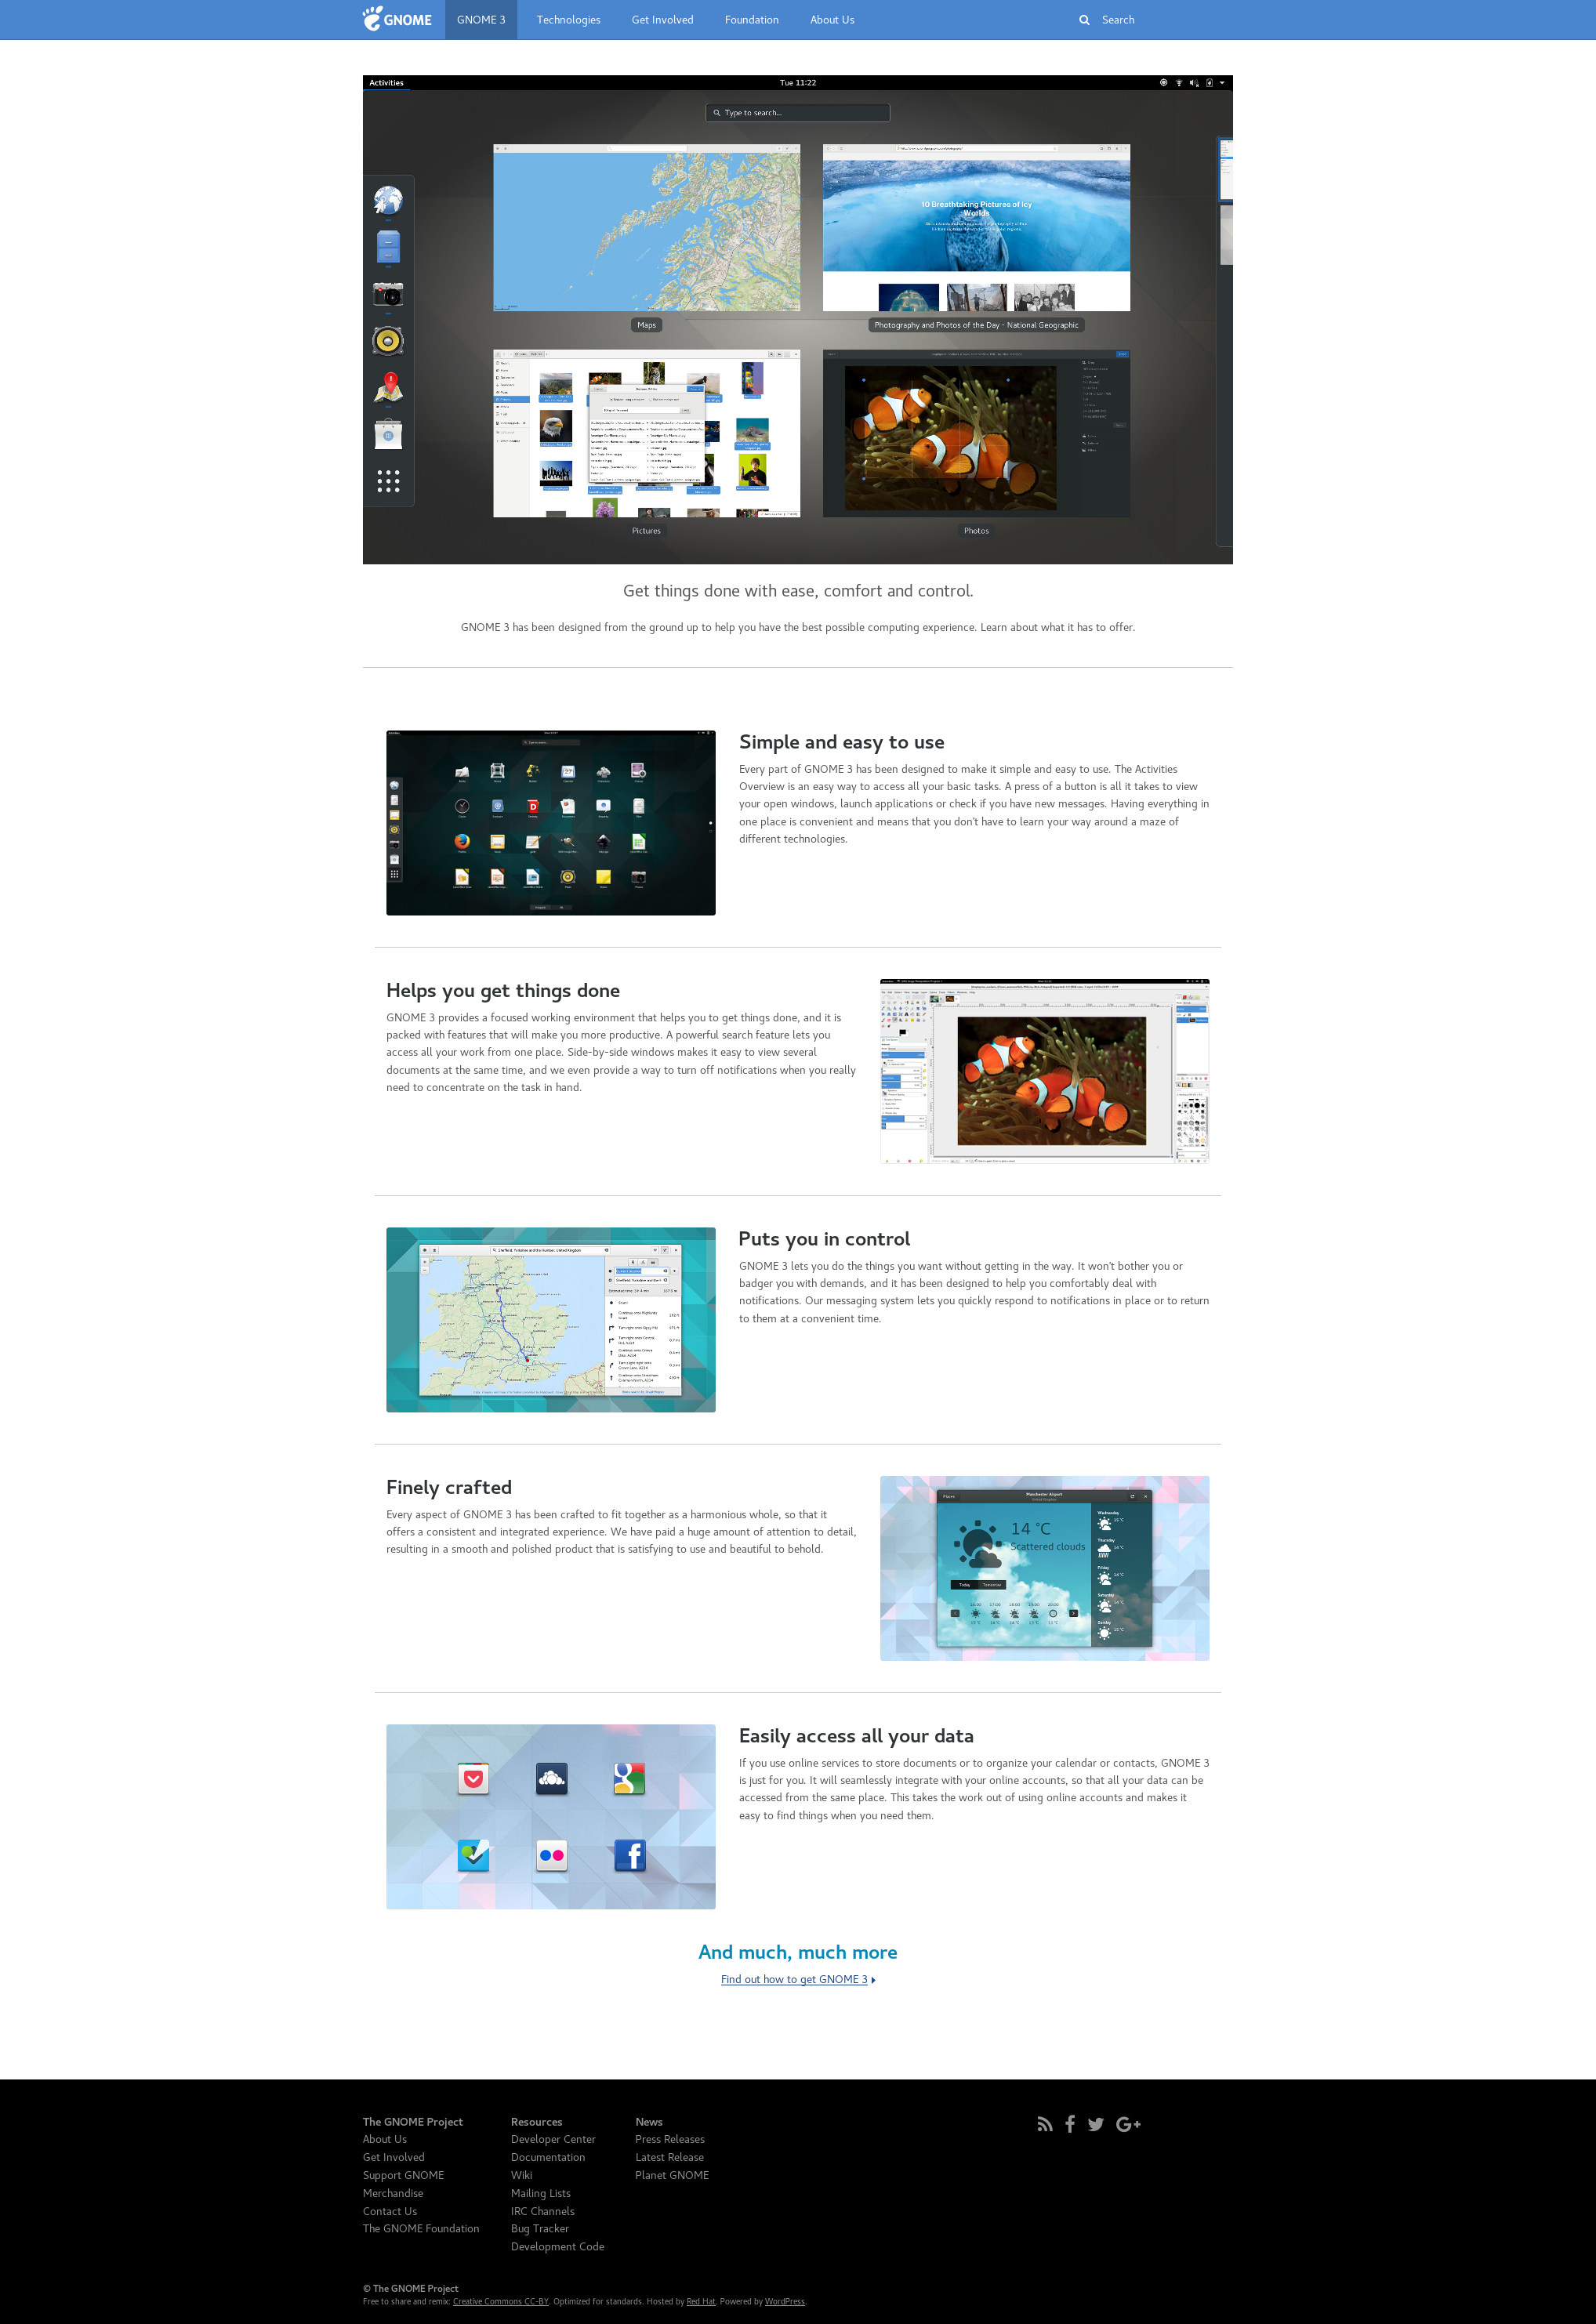 GNOME
GNOME 3
Technologies
Get Involved
Foundation
About Us
Search
Activities
Tue 11:22
Type to search...
10 Breathtaking Pictures of Icy
Worlds
Maps
Photography and Photos of the Day - National Geographic
Pictures
Photos
Get things done with ease, comfort and control.
GNOME 3 has been designed from the ground up to help you have the best possible computing experience. Learn about what it has to offer.
Simple and easy to use
Every part of GNOME 3 has been designed to make it simple and easy to use. The Activities
Overview is an easy way to access all your basic tasks. A press of a button is all it takes to view
your open windows, launch applications or check if you have new messages. Having everything in
one place is convenient and means that you don't have to learn your way around a maze of
different technologies.
Helps you get things done
GNOME 3 provides a focused working environment that helps you to get things done, and it is
packed with features that will make you more productive. A powerful search feature lets you
access all your work from one place. Side-by-side windows makes it easy to view several
documents at the same time, and we even provide a way to turn off notifications when you really
need to concentrate on the task in hand.
Puts you in control
GNOME 3 lets you do the things you want without getting in the way. It won't bother you or
badger you with demands, and it has been designed to help you comfortably deal with
notifications. Our messaging system lets you quickly respond to notifications in place or to return
to them at a convenient time.
Finely crafted
Every aspect of GNOME 3 has been crafted to fit together as a harmonious whole, so that it
offers a consistent and integrated experience. We have paid a huge amount of attention to detail,
resulting in a smooth and polished product that is satisfying to use and beautiful to behold.
Places
Manchester Airport
14 °C
Scattered clouds
Today
Tomorrow
Wednesday
Thursday
Friday
Saturday
Sunday
Easily access all your data
If you use online services to store documents or to organize your calendar or contacts, GNOME 3
is just for you. It will seamlessly integrate with your online accounts, so that all your data can be
accessed from the same place. This takes the work out of using online accounts and makes it
easy to find things when you need them.
And much, much more
Find out how to get GNOME 3
The GNOME Project
About Us
Get Involved
Support GNOME
Merchandise
Contact Us
The GNOME Foundation
Resources
Developer Center
Documentation
Wiki
Mailing Lists
IRC Channels
Bug Tracker
Development Code
News
Press Releases
Latest Release
Planet GNOME
© The GNOME Project
Free to share and remix: Creative Commons CC-BY. Optimized for standards. Hosted by Red Hat. Powered by WordPress.